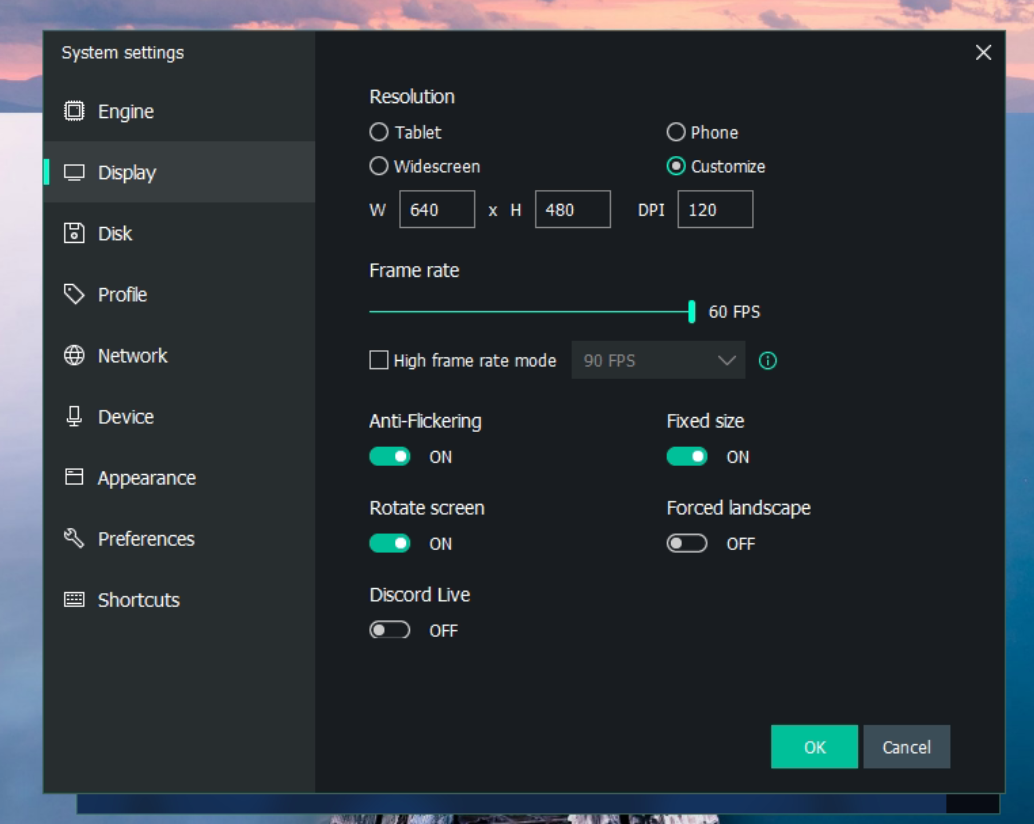 System settings
Engine
Display
Disk
Profile
Network
Device
Appearance
Preferences
Shortcuts
Resolution
Tablet Phone
Widescreen Customize
W 640 x H 480 DPI 120
Frame rate
60 FPS
High frame rate mode 90 FPS
Anti-Flickering Fixed size
ON ON
Rotate screen Forced landscape
ON OFF
Discord Live
OFF
OK Cancel